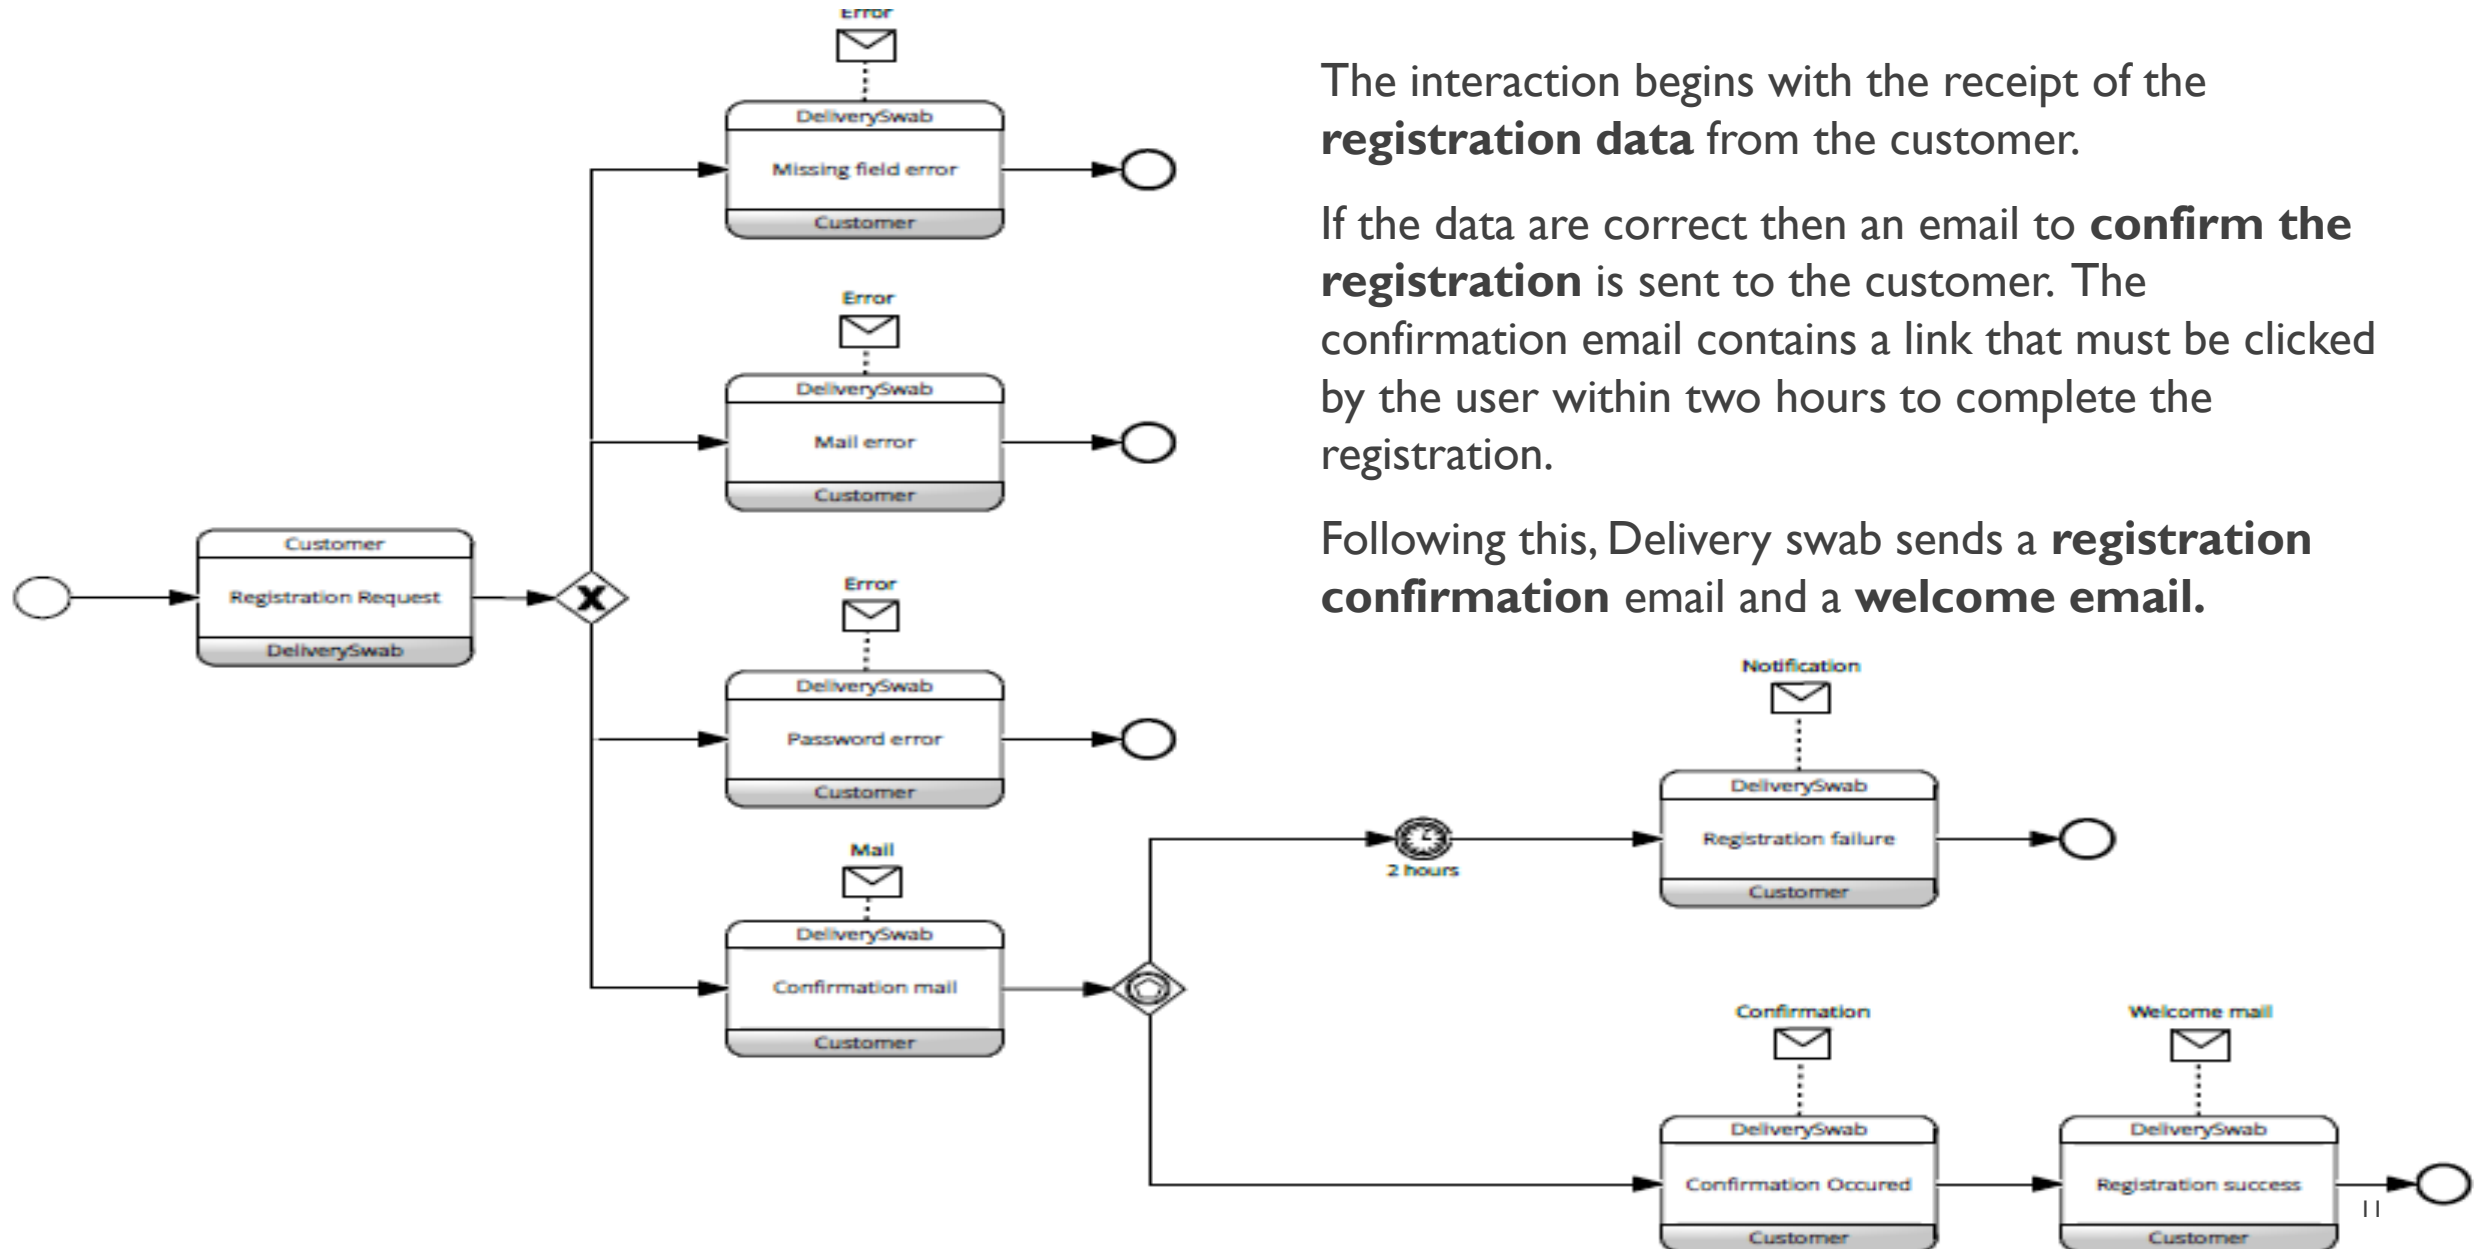 Error
DeliverySwab
Missing field error
Customer
The interaction begins with the receipt of the
registration data from the customer.
If the data are correct then an email to confirm the
registration is sent to the customer. The
confirmation email contains a link that must be clicked
by the user within two hours to complete the
registration.
Following this, Delivery swab sends a registration
confirmation email and a welcome email.
Error
DeliverySwab
Mail error
Customer
Customer
Registration Request
DeliverySwab
Error
DeliverySwab
Password error
Customer
Mail
DeliverySwab
Confirmation mail
Customer
2 hours
Notification
DeliverySwab
Registration failure
Customer
Confirmation
DeliverySwab
Confirmation Occured
Customer
Welcome mail
DeliverySwab
Registration success
Customer
11